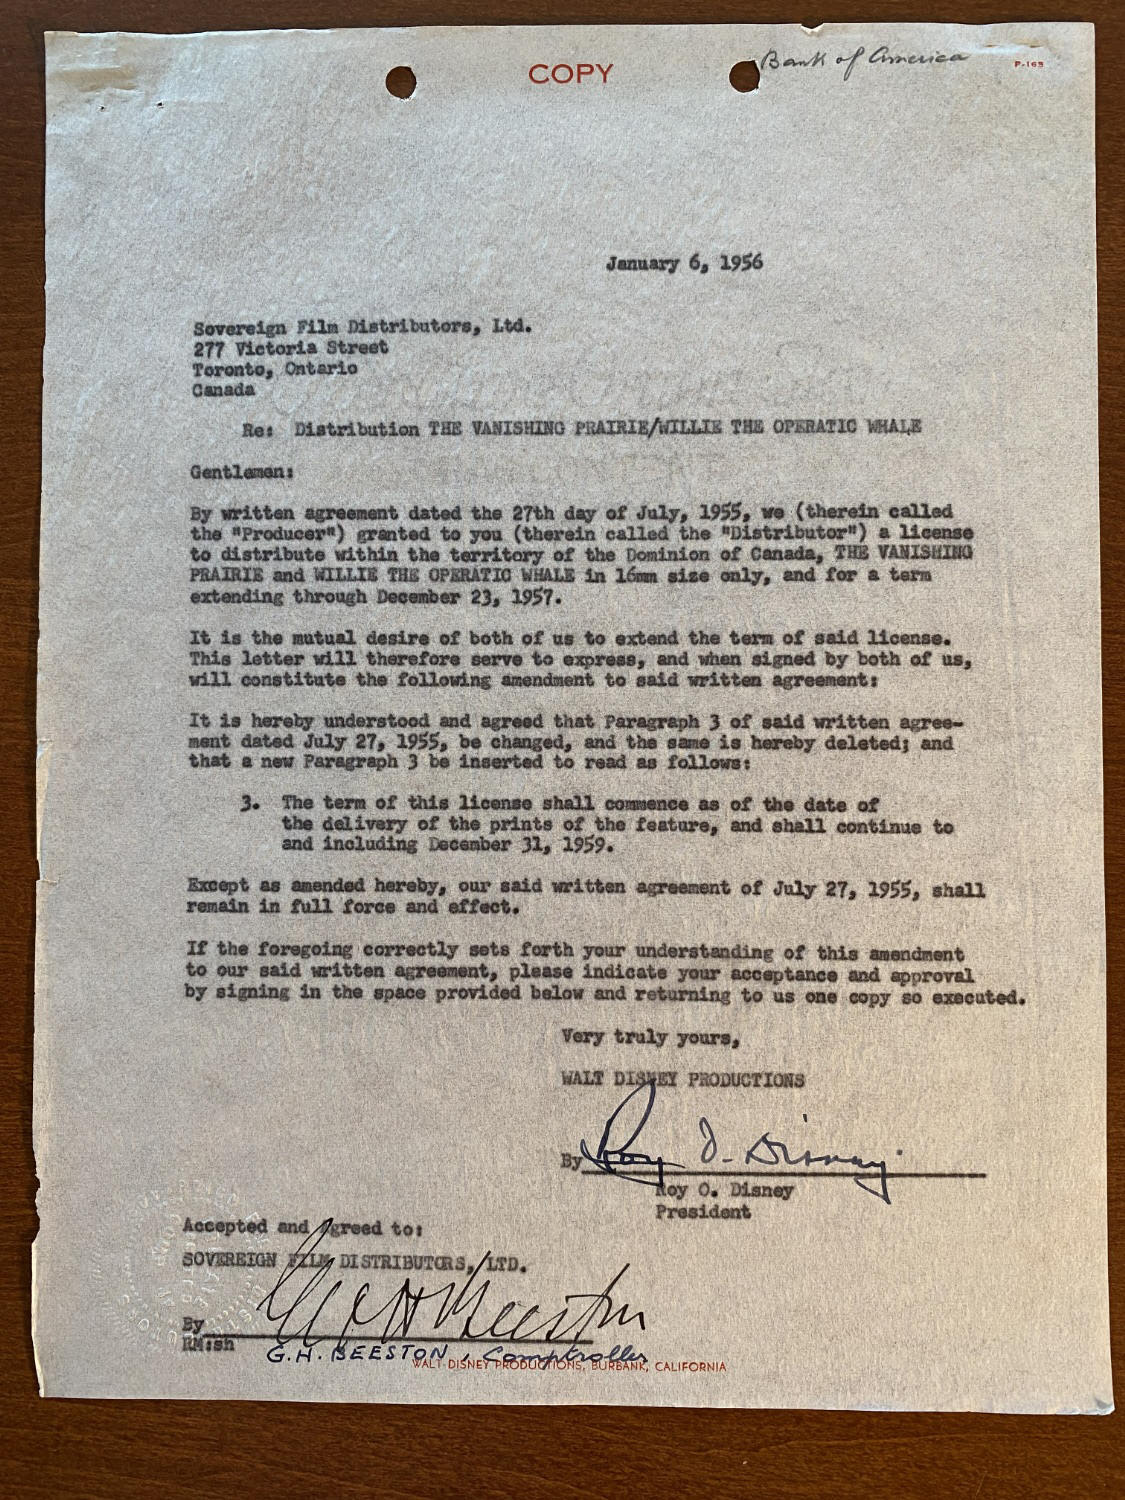 Bank of America
COPY
P-165
January 6, 1956
Sovereign Film Distributors, Ltd.
277 Victoria Street
Toronto, Ontario
Canada
Re: Distribution THE VANISHING PRAIRIE/WILLIE THE OPERATIC WHALE
Gentlemen:
By written agreement dated the 27th day of July, 1955, we (therein called
the "Producer") granted to you (therein called the "Distributor") a license
to distribute within the territory of the Dominion of Canada, THE VANISHING
PRAIRIE and WILLIE THE OPERATIC WHALE in 16mm size only, and for a term
extending through December 23, 1957.
It is the mutual desire of both of us to extend the term of said license.
This letter will therefore serve to express, and when signed by both of us,
will constitute the following amendment to said written agreement:
It is hereby understood and agreed that Paragraph 3 of said written agree-
ment dated July 27, 1955, be changed, and the same is hereby deleted; and
that a new Paragraph 3 be inserted to read as follows:
3. The term of this license shall commence as of the date of
the delivery of the prints of the feature, and shall continue to
and including December 31, 1959.
Except as amended hereby, our said written agreement of July 27, 1955, shall
remain in full force and effect.
If the foregoing correctly sets forth your understanding of this amendment
to our said written agreement, please indicate your acceptance and approval
by signing in the space provided below and returning to us one copy so executed.
Very truly yours,
WALT DISNEY PRODUCTIONS
By Roy O. Disney
Roy O. Disney
President
Accepted and agreed to:
SOVEREIGN FILM DISTRIBUTORS, LTD.
By G H Beeston
RM:sh
G.H. BEESTON, Comptroller
WALT DISNEY PRODUCTIONS, BURBANK, CALIFORNIA